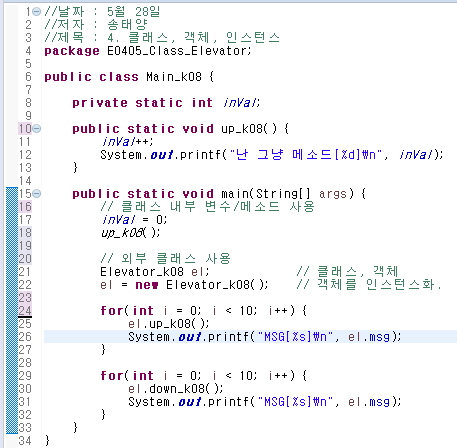 1 //날짜 : 5월 28일
2 //저자 : 송태양
3 //제목 : 4. 클래스, 객체, 인스턴스
4 package E0405_Class_Elevator;
5
6 public class Main_k08 {
7
8 private static int inVal;
9
10 public static void up_k08() {
11 inVal++;
12 System.out.printf("난 그냥 메소드[%d]\n", inVal);
13 }
14
15 public static void main(String[] args) {
16 // 클래스 내부 변수/메소드 사용
17 inVal = 0;
18 up_k08();
19
20 // 외부 클래스 사용
21 Elevator_k08 el; // 클래스, 객체
22 el = new Elevator_k08(); // 객체를 인스턴스화.
23
24 for(int i = 0; i < 10; i++) {
25 el.up_k08();
26 System.out.printf("MSG[%s]\n", el.msg);
27 }
28
29 for(int i = 0; i < 10; i++) {
30 el.down_k08();
31 System.out.printf("MSG[%s]\n", el.msg);
32 }
33 }
34 }